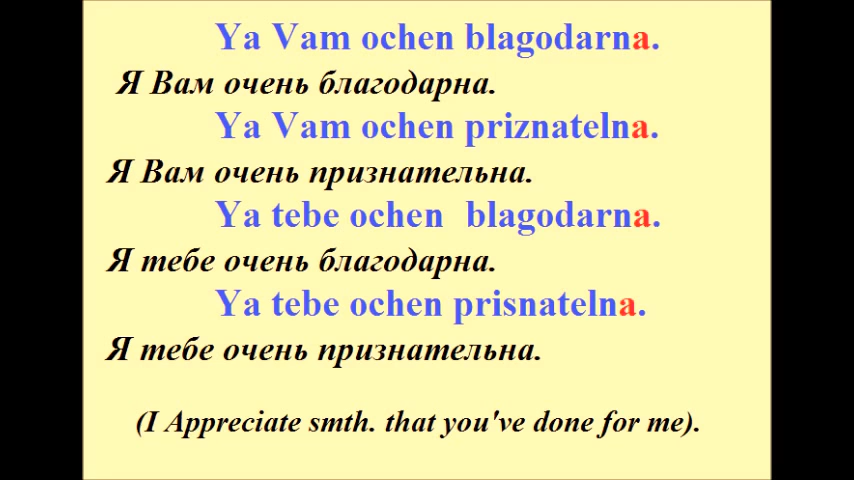 Ya Vam ochen blagodarna.
Я Вам очень благодарна.
Ya Vam ochen priznatelna.
Я Вам очень признательна.
Ya tebe ochen blagodarna.
Я тебе очень благодарна.
Ya tebe ochen prisnatelna.
Я тебе очень признательна.
(I Appreciate smth. that you've done for me).